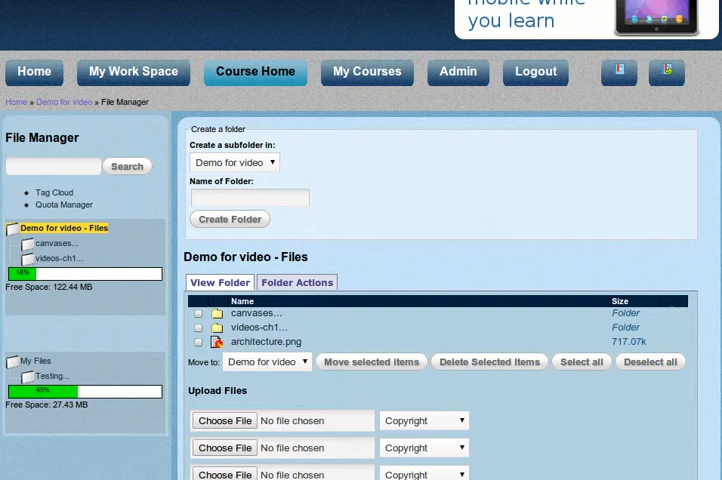 mobile while
you learn
Home
My Work Space
Course Home
My Courses
Admin
Logout
Home » Demo for video » File Manager
File Manager
Search
Tag Cloud
Quota Manager
Demo for video - Files
canvases...
videos-ch1...
18%
Free Space: 122.44 MB
My Files
Testing...
45%
Free Space: 27.43 MB
Create a folder
Create a subfolder in:
Demo for video
Name of Folder:
Create Folder
Demo for video - Files
View Folder
Folder Actions
Name Size
canvases... Folder
videos-ch1... Folder
architecture.png 717.07k
Move to: Demo for video Move selected items Delete Selected Items Select all Deselect all
Upload Files
Choose File No file chosen Copyright
Choose File No file chosen Copyright
Choose File No file chosen Copyright